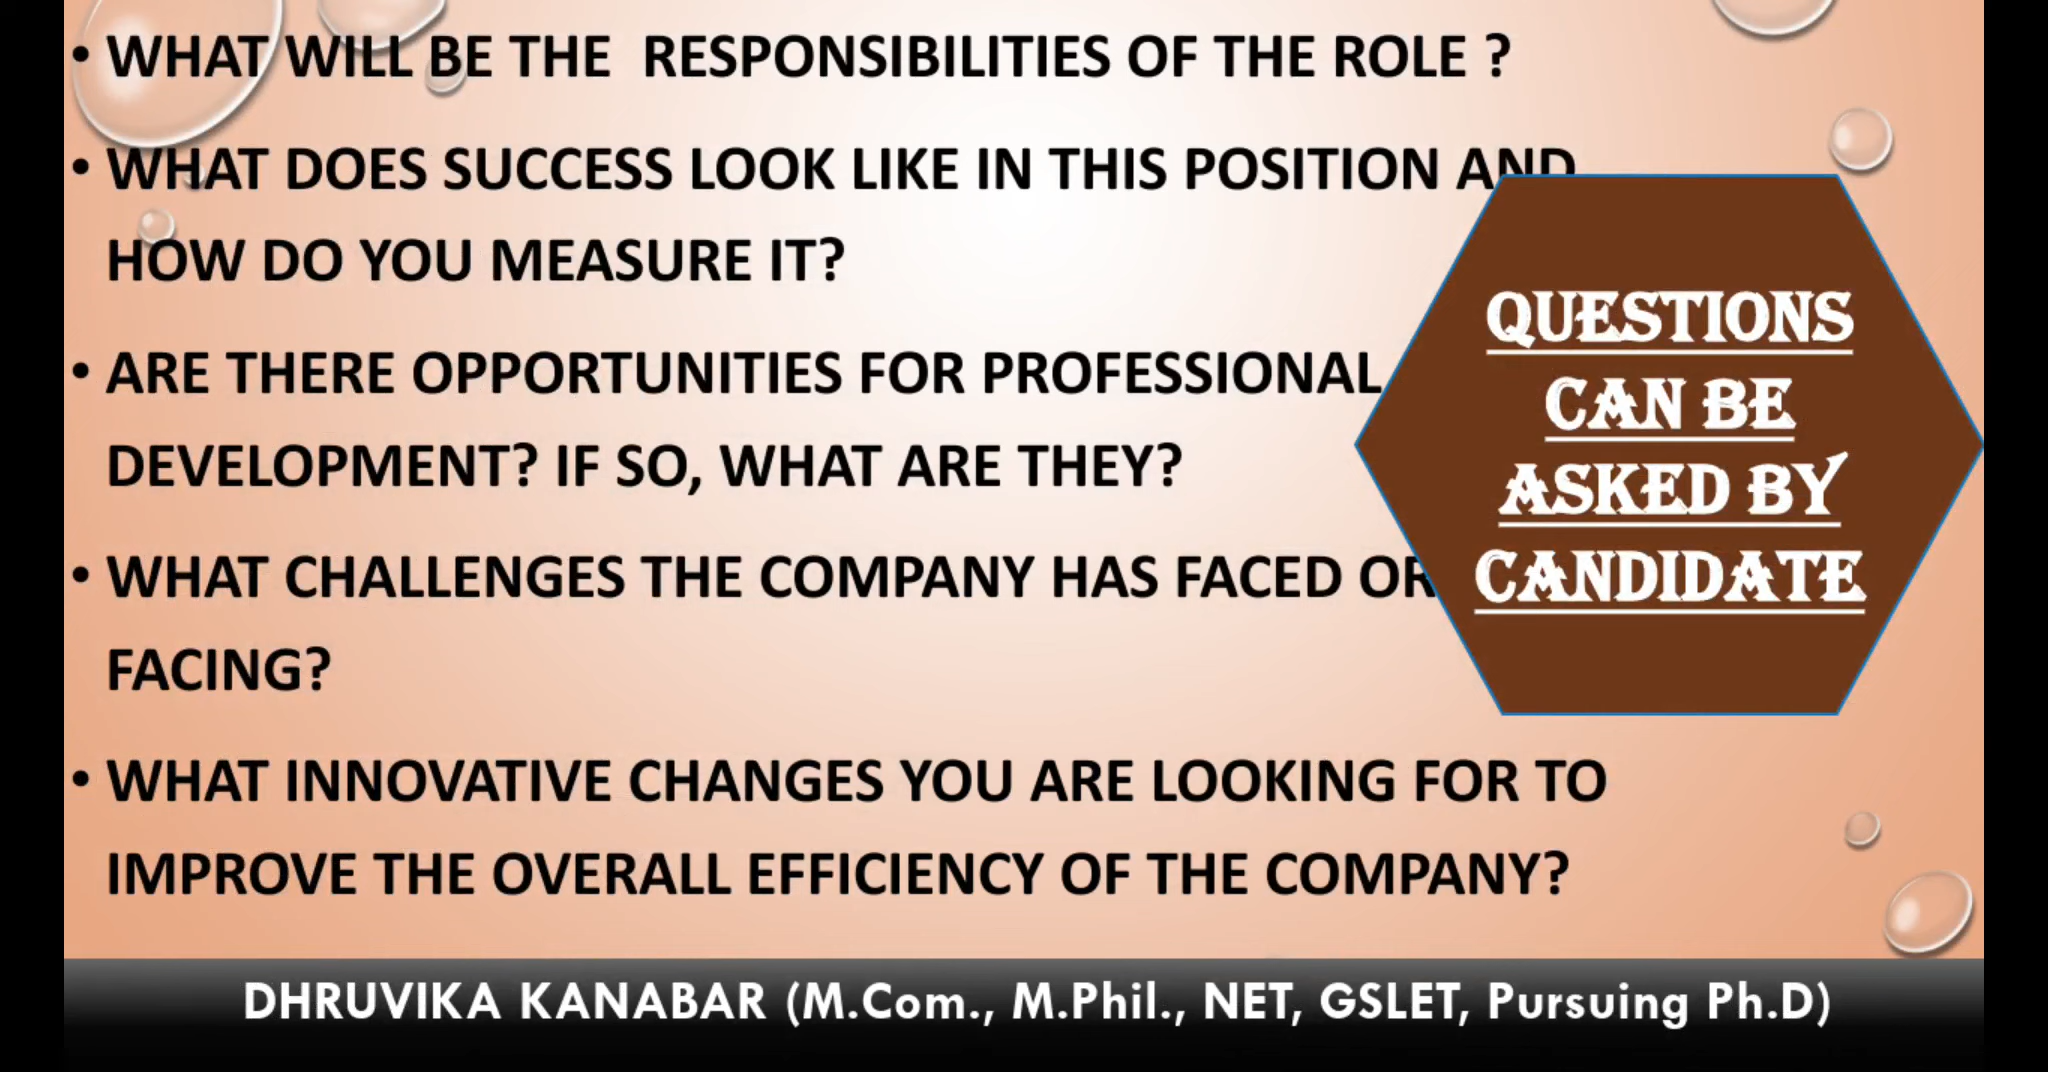 • WHAT WILL BE THE RESPONSIBILITIES OF THE ROLE ?
• WHAT DOES SUCCESS LOOK LIKE IN THIS POSITION AND
HOW DO YOU MEASURE IT?
• ARE THERE OPPORTUNITIES FOR PROFESSIONAL
DEVELOPMENT? IF SO, WHAT ARE THEY?
• WHAT CHALLENGES THE COMPANY HAS FACED OR
FACING?
• WHAT INNOVATIVE CHANGES YOU ARE LOOKING FOR TO
IMPROVE THE OVERALL EFFICIENCY OF THE COMPANY?
QUESTIONS
CAN BE
ASKED BY
CANDIDATE
DHRUVIKA KANABAR (M.Com., M.Phil., NET, GSLET, Pursuing Ph.D)